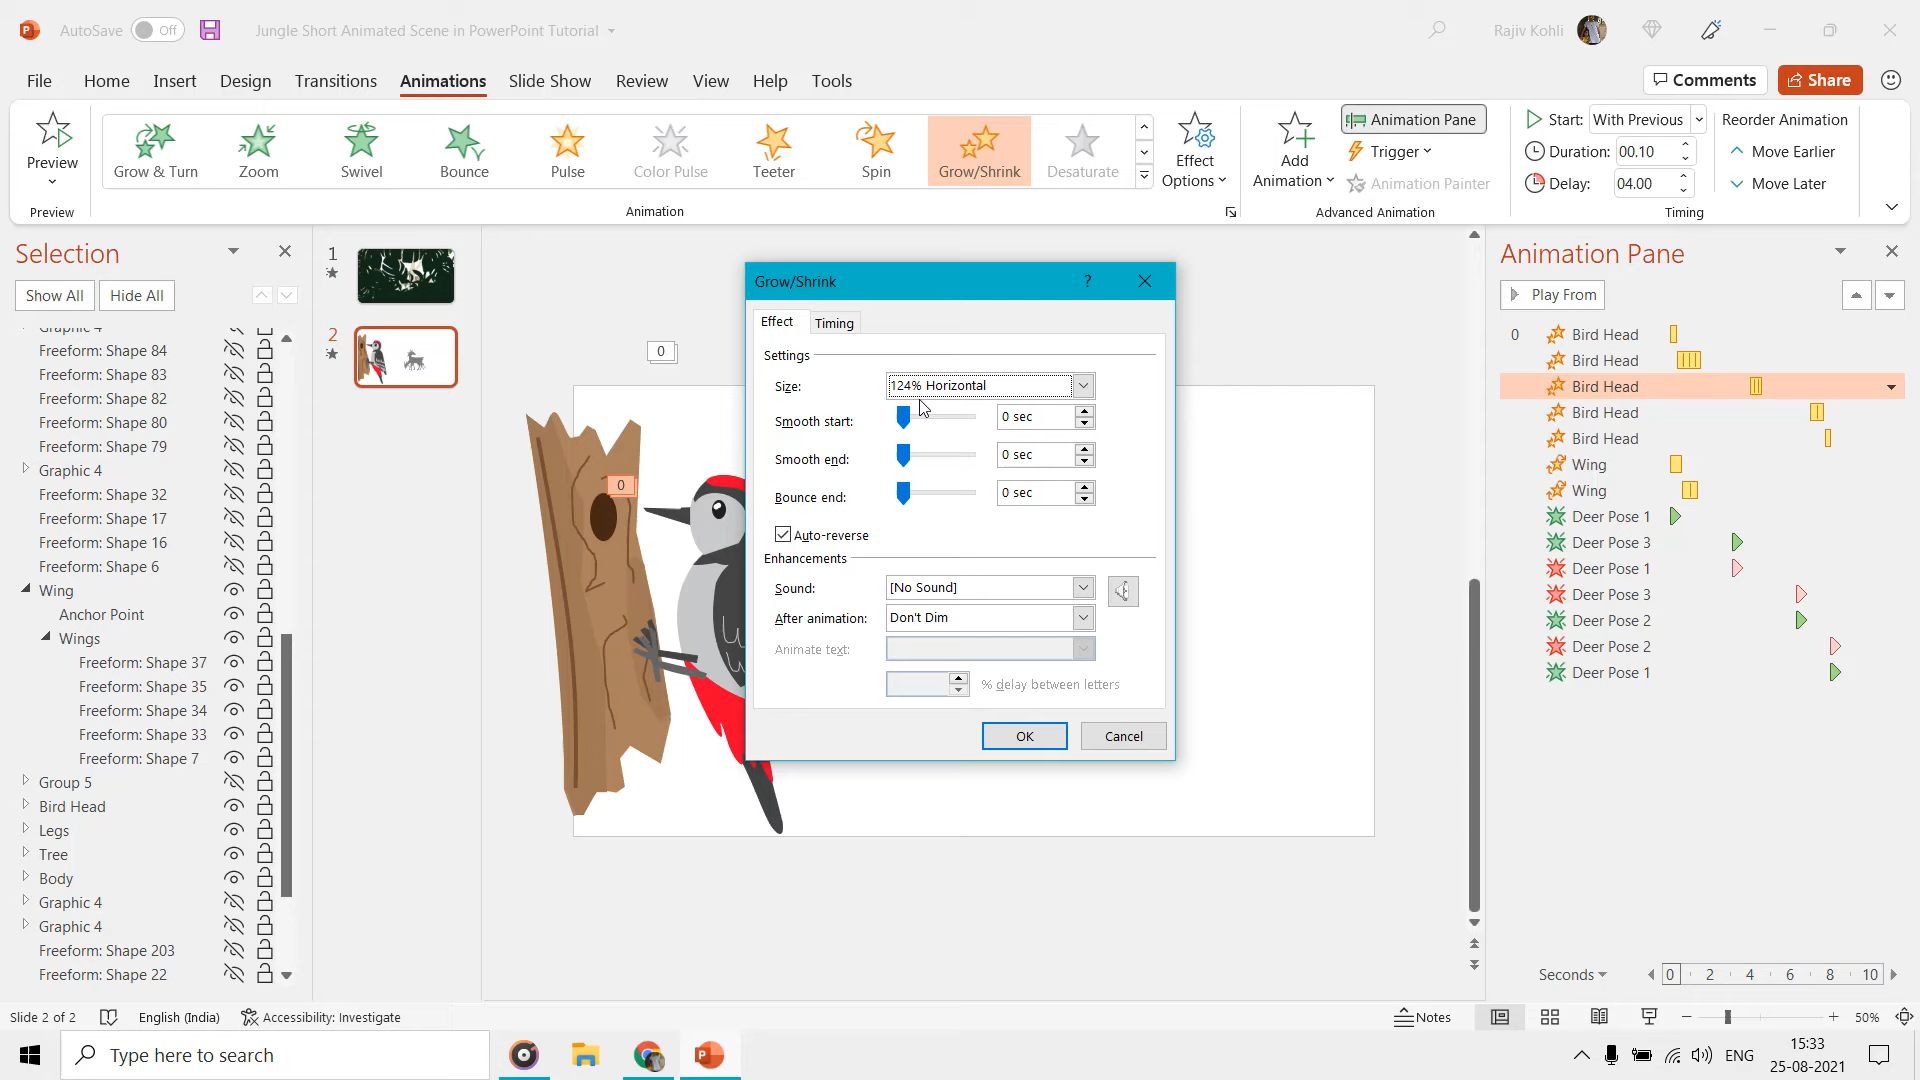 AutoSave Off
Jungle Short Animated Scene in PowerPoint Tutorial
Rajiv Kohli
File Home Insert Design Transitions Animations Slide Show Review View Help Tools
Comments Share
Preview
Grow & Turn Zoom Swivel Bounce Pulse Color Pulse Teeter Spin Grow/Shrink Desaturate
Effect Options
Add Animation
Animation Pane
Trigger
Animation Painter
Start: With Previous
Duration: 00.10
Delay: 04.00
Reorder Animation
Move Earlier
Move Later
Preview Animation Advanced Animation Timing
Selection
Show All Hide All
Graphic 4
Freeform: Shape 84
Freeform: Shape 83
Freeform: Shape 82
Freeform: Shape 80
Freeform: Shape 79
Graphic 4
Freeform: Shape 32
Freeform: Shape 17
Freeform: Shape 16
Freeform: Shape 6
Wing
Anchor Point
Wings
Freeform: Shape 37
Freeform: Shape 35
Freeform: Shape 34
Freeform: Shape 33
Freeform: Shape 7
Group 5
Bird Head
Legs
Tree
Body
Graphic 4
Graphic 4
Freeform: Shape 203
Freeform: Shape 22
1
2
0
0
Grow/Shrink ?
Effect Timing
Settings
Size: 124% Horizontal
Smooth start: 0 sec
Smooth end: 0 sec
Bounce end: 0 sec
Auto-reverse
Enhancements
Sound: [No Sound]
After animation: Don't Dim
Animate text:
% delay between letters
OK Cancel
Animation Pane
Play From
0 Bird Head
Bird Head
Bird Head
Bird Head
Bird Head
Wing
Wing
Deer Pose 1
Deer Pose 3
Deer Pose 1
Deer Pose 3
Deer Pose 2
Deer Pose 2
Deer Pose 1
Seconds 0 2 4 6 8 10
Slide 2 of 2 English (India) Accessibility: Investigate Notes 50%
Type here to search
ENG
15:33
25-08-2021